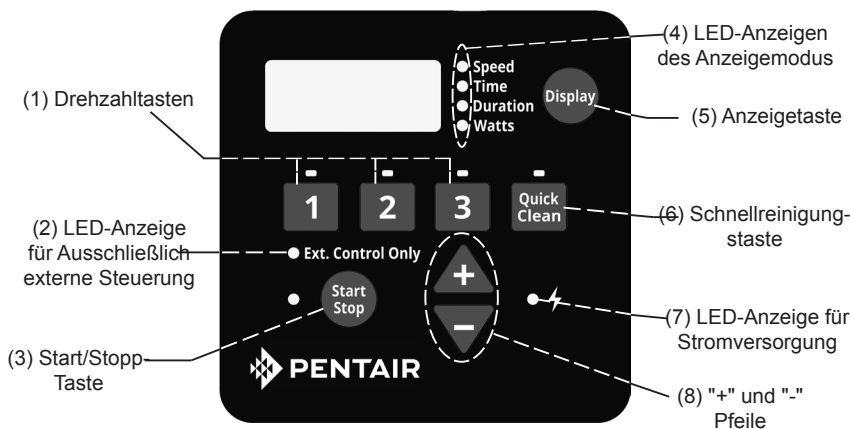 (4) LED-Anzeigen
des Anzeigemodus
Speed
Time
Duration
Watts
Display
(1) Drehzahltasten
(5) Anzeigetaste
1
2
3
Quick
Clean
(6) Schnellreinigung-
staste
(2) LED-Anzeige
für Ausschließlich
externe Steuerung
Ext. Control Only
+
Start
Stop
−
(7) LED-Anzeige für
Stromversorgung
(3) Start/Stopp-
Taste
PENTAIR
(8) "+" und "-"
Pfeile